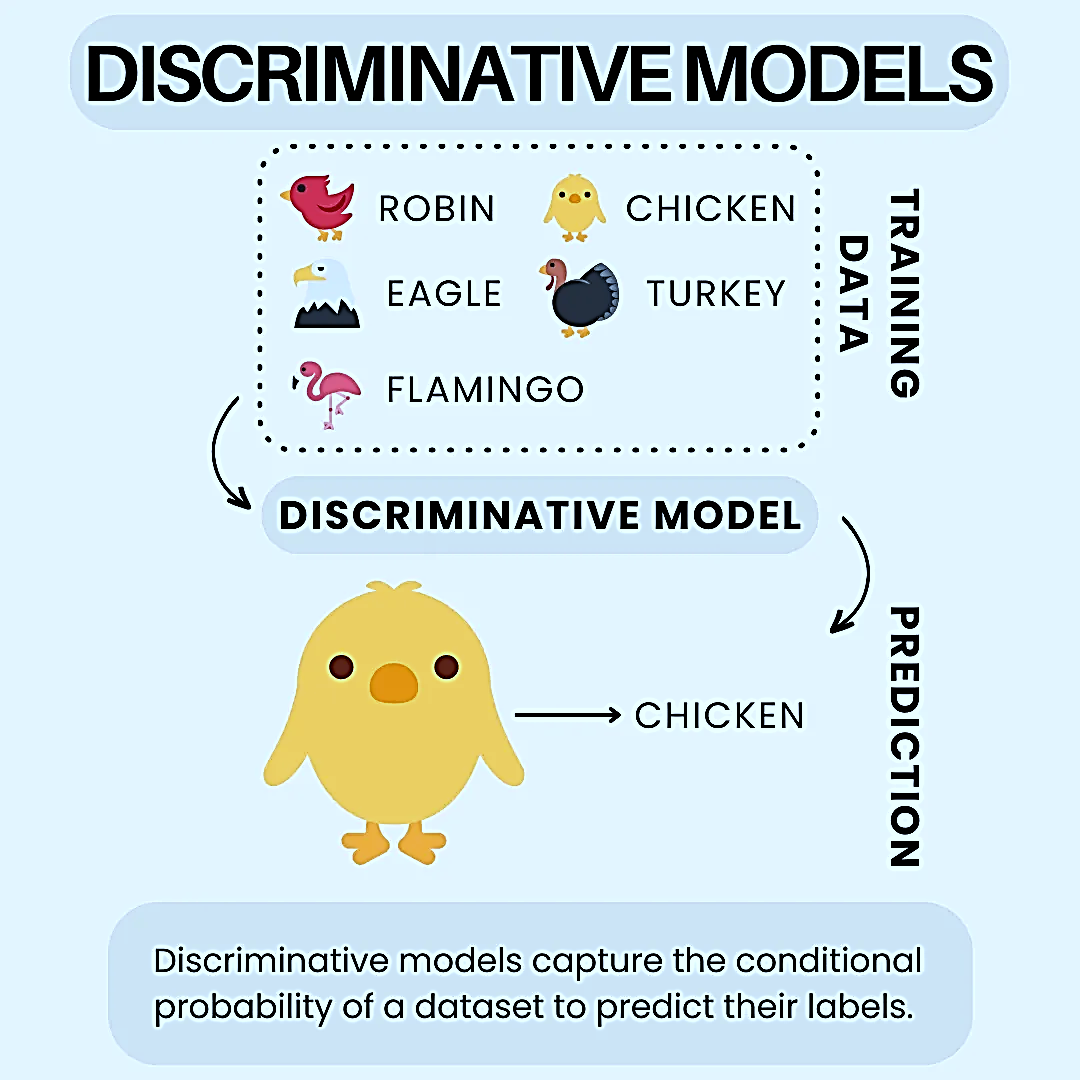 DISCRIMINATIVE MODELS
ROBIN
CHICKEN
EAGLE
TURKEY
FLAMINGO
TRAINING
DATA
DISCRIMINATIVE MODEL
CHICKEN
PREDICTION
Discriminative models capture the conditional
probability of a dataset to predict their labels.